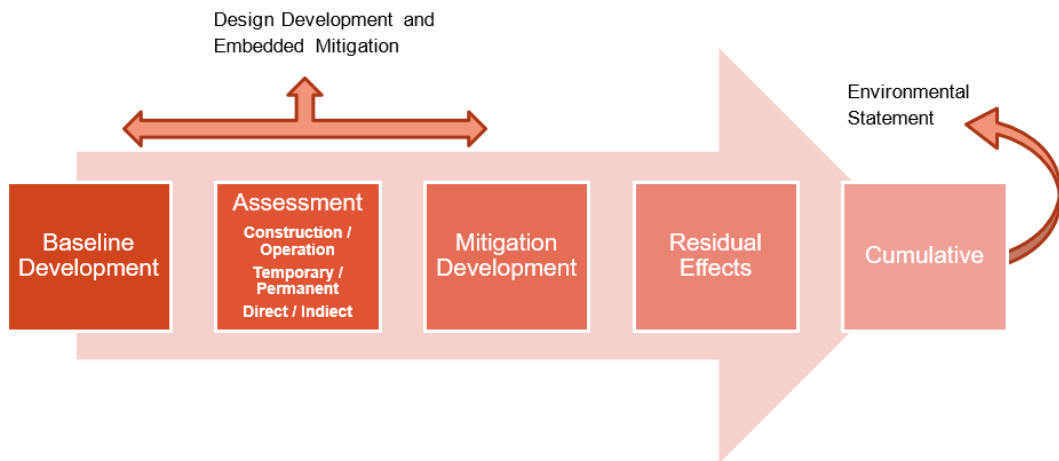 Design Development and
Embedded Mitigation
Environmental
Statement
Baseline
Development
Assessment
Construction /
Operation
Temporary /
Permanent
Direct / Indiect
Mitigation
Development
Residual
Effects
Cumulative